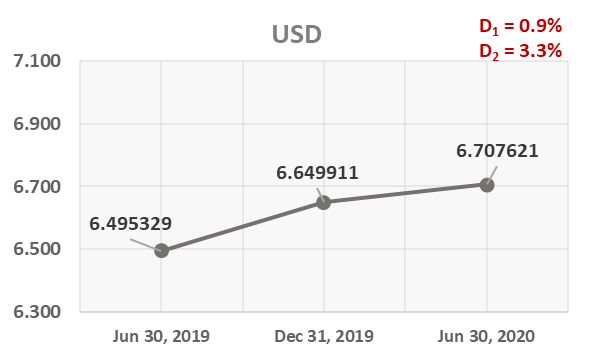 USD
D₁ = 0.9%
D₂ = 3.3%
7.100
6.900
6.700
6.500
6.300
6.495329
6.649911
6.707621
Jun 30, 2019
Dec 31, 2019
Jun 30, 2020